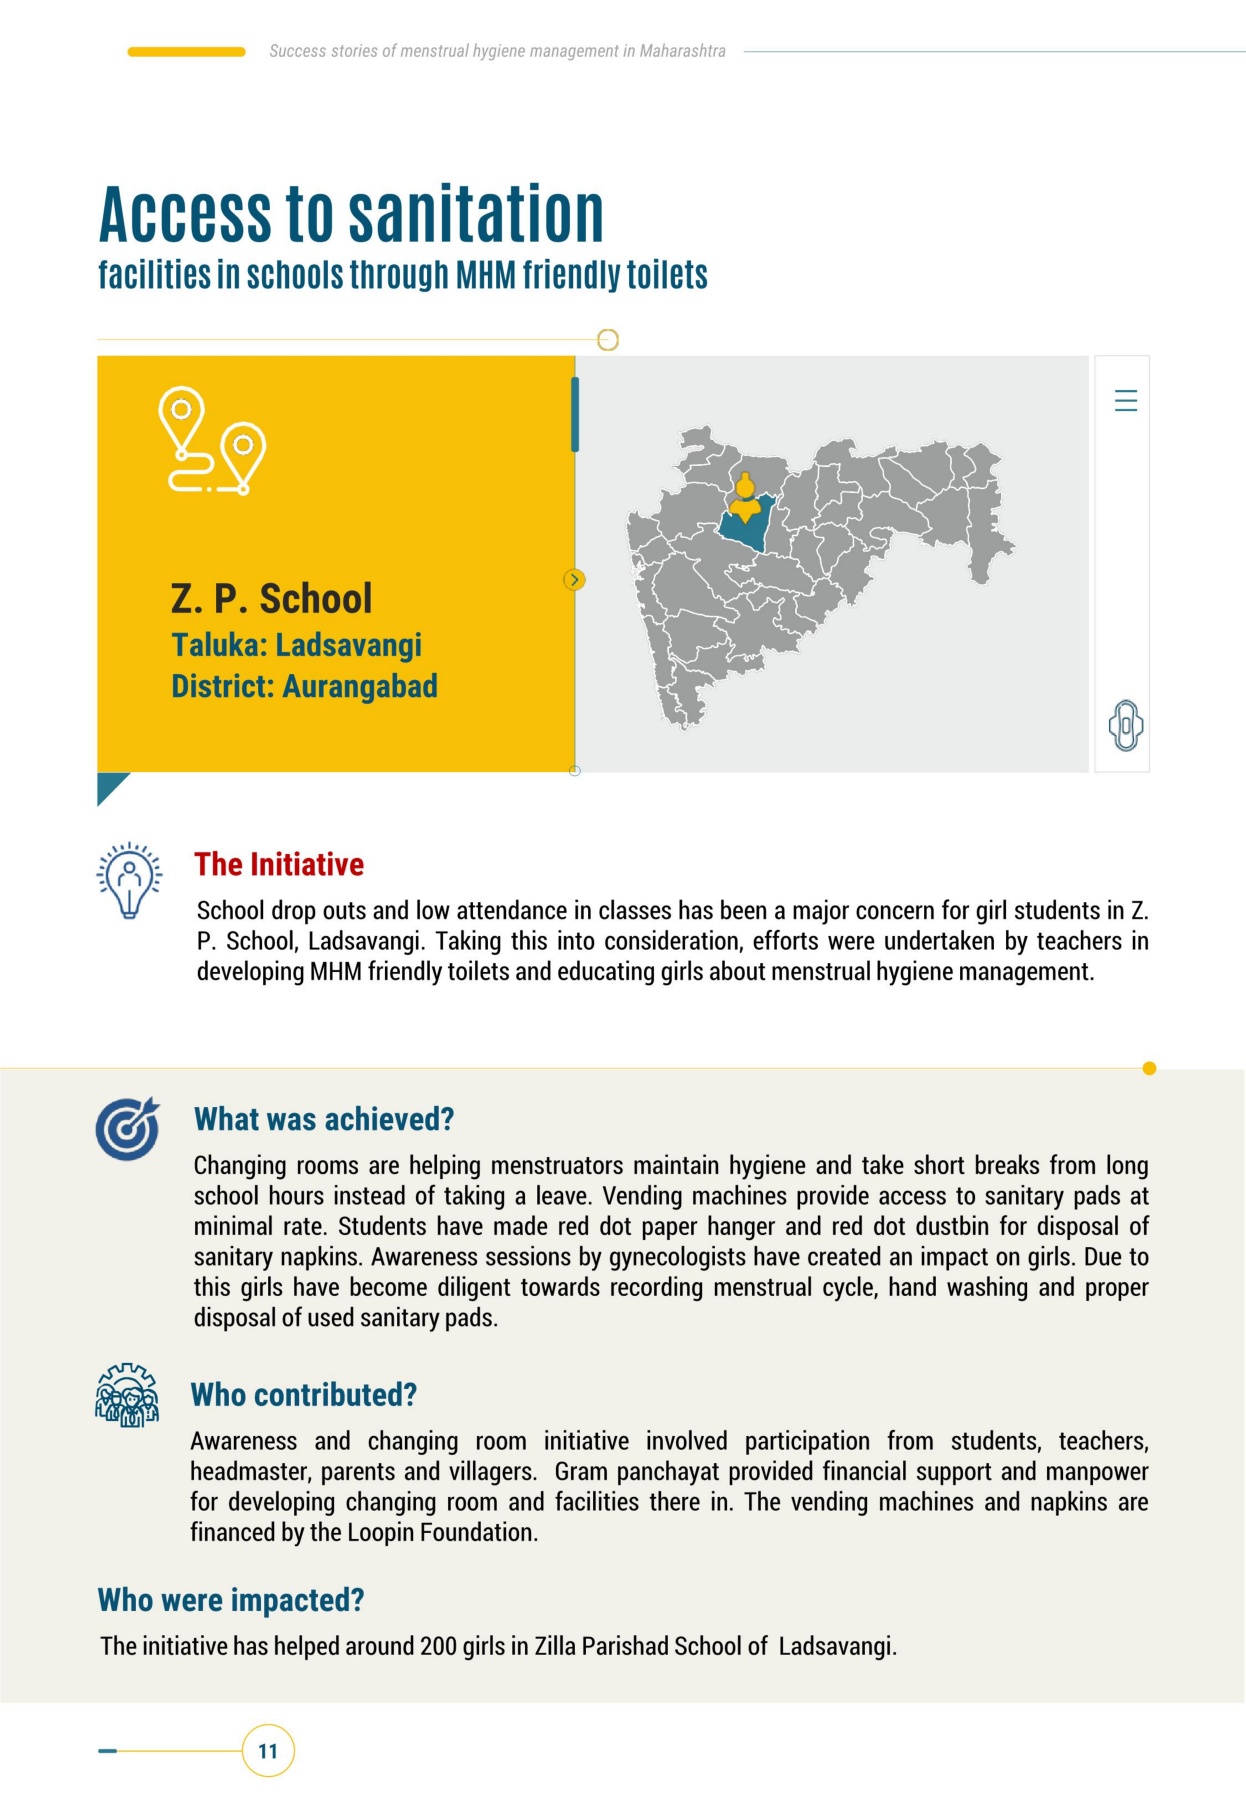 Success stories of menstrual hygiene management in Maharashtra
Access to sanitation
facilities in schools through MHM friendly toilets
Z. P. School
Taluka: Ladsavangi
District: Aurangabad
The Initiative
School drop outs and low attendance in classes has been a major concern for girl students in Z.
P. School, Ladsavangi. Taking this into consideration, efforts were undertaken by teachers in
developing MHM friendly toilets and educating girls about menstrual hygiene management.
What was achieved?
Changing rooms are helping menstruators maintain hygiene and take short breaks from long
school hours instead of taking a leave. Vending machines provide access to sanitary pads at
minimal rate. Students have made red dot paper hanger and red dot dustbin for disposal of
sanitary napkins. Awareness sessions by gynecologists have created an impact on girls. Due to
this girls have become diligent towards recording menstrual cycle, hand washing and proper
disposal of used sanitary pads.
Who contributed?
Awareness and changing room initiative involved participation from students, teachers,
headmaster, parents and villagers. Gram panchayat provided financial support and manpower
for developing changing room and facilities there in. The vending machines and napkins are
financed by the Loopin Foundation.
Who were impacted?
The initiative has helped around 200 girls in Zilla Parishad School of Ladsavangi.
11